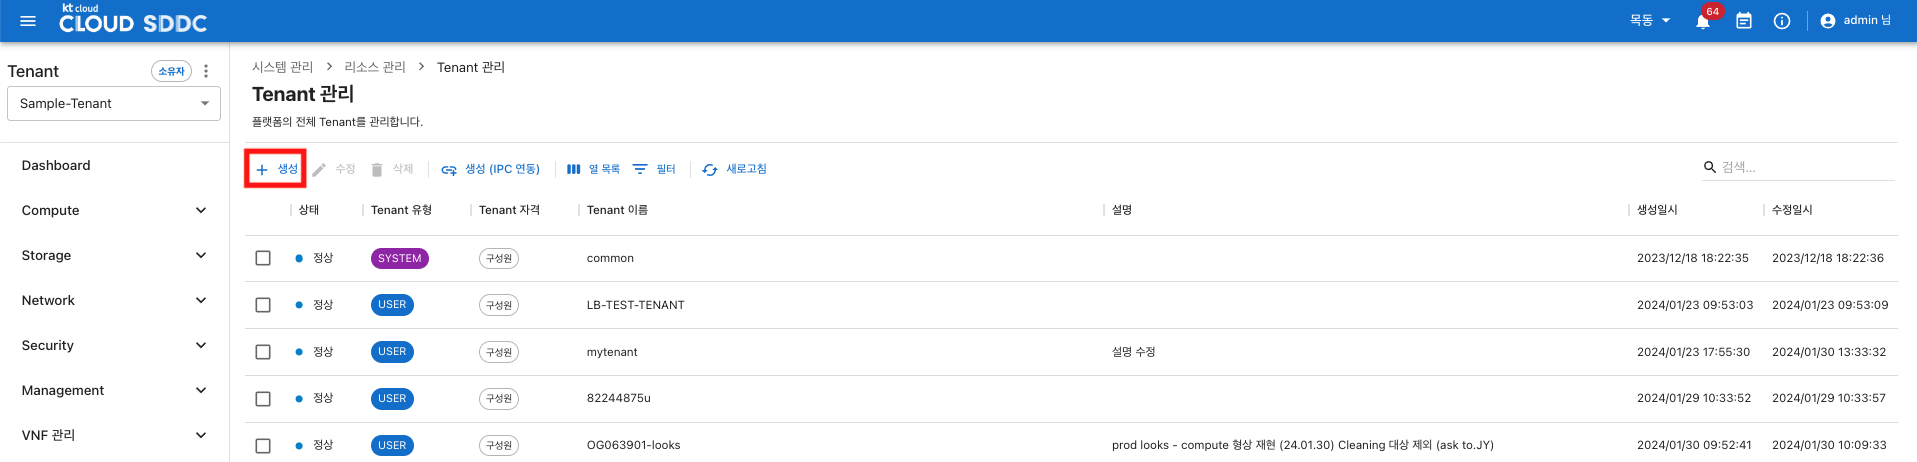 kt cloud
CLOUD SDDC
목동
64
admin 님
Tenant
소유자
Sample-Tenant
Dashboard
Compute
Storage
Network
Security
Management
VNF 관리
시스템 관리 > 리소스 관리 > Tenant 관리
Tenant 관리
플랫폼의 전체 Tenant를 관리합니다.
+ 생성 수정 삭제 생성 (IPC 연동) 열 목록 필터 새로고침 검색...
상태 Tenant 유형 Tenant 자격 Tenant 이름 설명 생성일시 수정일시
정상 SYSTEM 구성원 common 2023/12/18 18:22:35 2023/12/18 18:22:36
정상 USER 구성원 LB-TEST-TENANT 2024/01/23 09:53:03 2024/01/23 09:53:09
정상 USER 구성원 mytenant 설명 수정 2024/01/23 17:55:30 2024/01/30 13:33:32
정상 USER 구성원 82244875u 2024/01/29 10:33:52 2024/01/29 10:33:57
정상 USER 구성원 OG063901-looks prod looks - compute 형상 재현 (24.01.30) Cleaning 대상 제외 (ask to.JY) 2024/01/30 09:52:41 2024/01/30 10:09:33